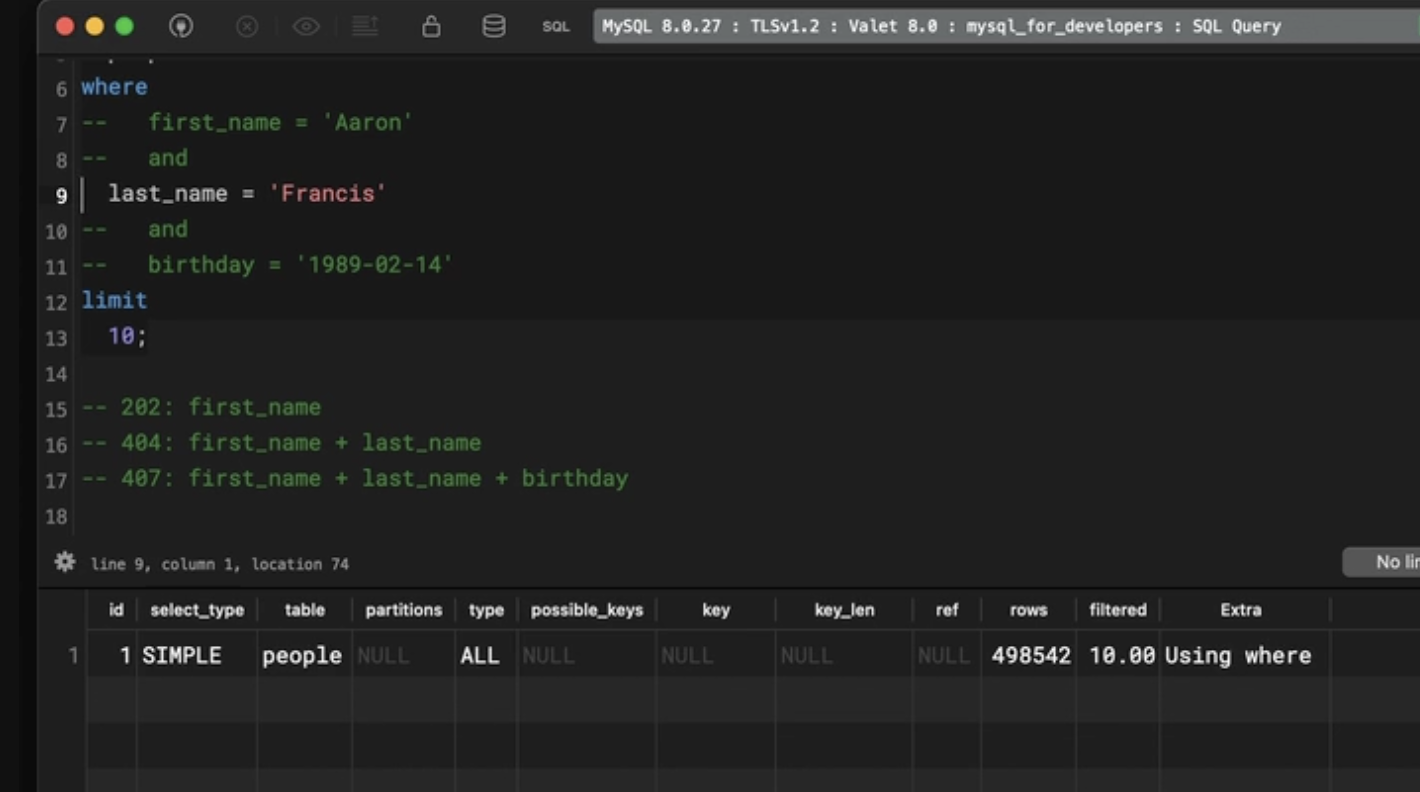 SQL MySQL 8.0.27 : TLSv1.2 : Valet 8.0 : mysql_for_developers : SQL Query
6 where
7 --   first_name = 'Aaron'
8 --   and
9   last_name = 'Francis'
10 --   and
11 --   birthday = '1989-02-14'
12 limit
13   10;
14
15 -- 202: first_name
16 -- 404: first_name + last_name
17 -- 407: first_name + last_name + birthday
18
line 9, column 1, location 74 No
id select_type table partitions type possible_keys key key_len ref rows filtered Extra
1 1 SIMPLE people NULL ALL NULL NULL NULL NULL 498542 10.00 Using where